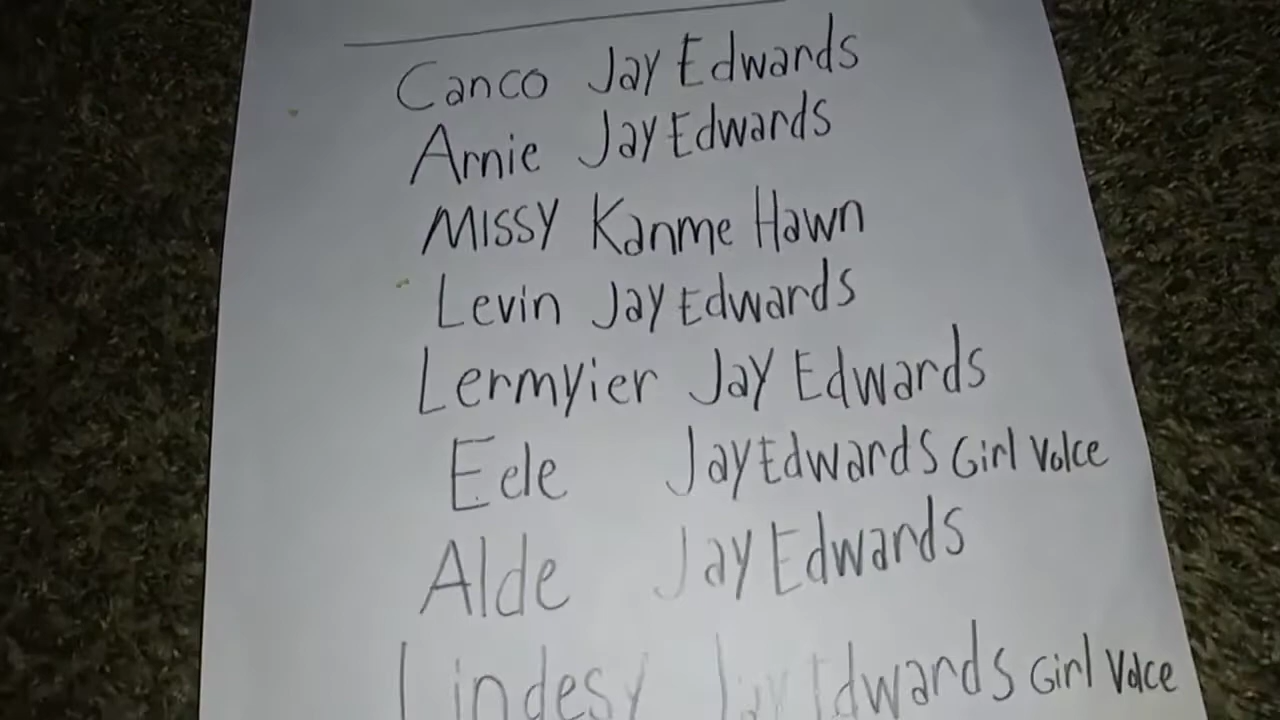 Canco Jay Edwards
Arnie Jay Edwards
MISSY Kanme Hawn
Levin Jay Edwards
Lermyier Jay Edwards
Eele Jay Edwards Girl Voice
Alde Jay Edwards
Lindesy Jay Edwards Girl Voice